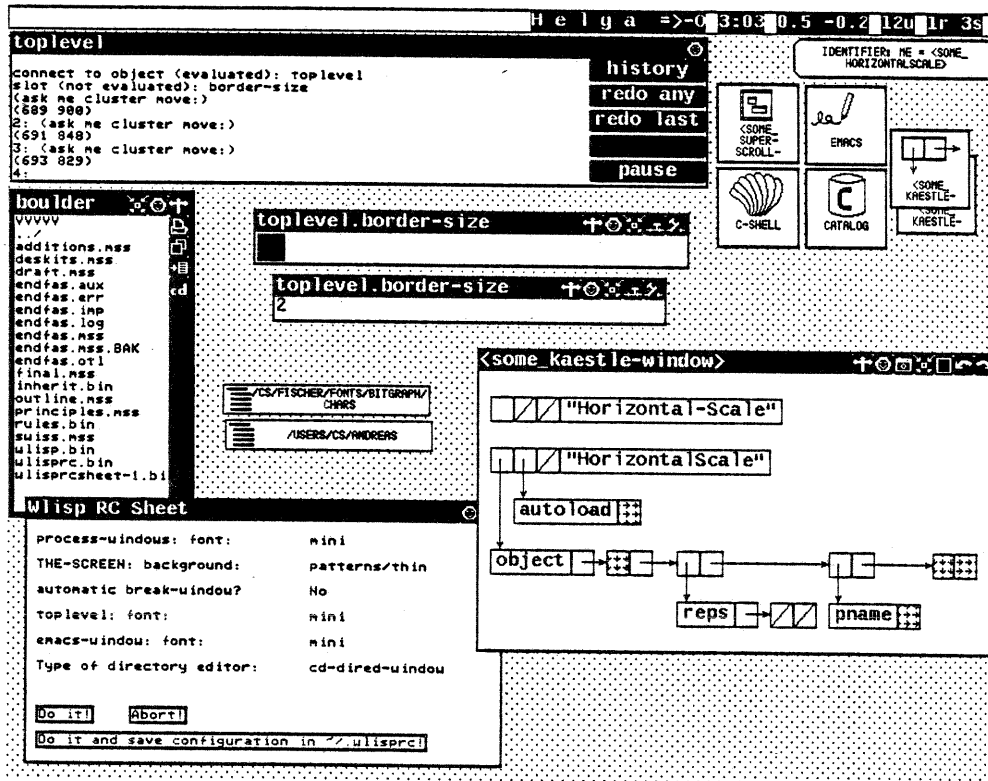 H e l y a =>-O 3:03 0.5 -0.2 12u 1r 3s
toplevel
connect to object (evaluated): toplevel
slot (not evaluated): border-size
(ask me cluster move:)
(689 900)
2: (ask me cluster move:)
(691 848)
3: (ask me cluster move:)
(693 829)
4:
history
redo any
redo last
pause
IDENTIFIER: ME = <SOME_
HORIZONTALSCALE>
<SOME_
SUPER-
SCROLL-
EMACS
C-SHELL
CATALOG
<SOME_
KAESTLE-
<SOME_
KAESTLE-
boulder
VVVVV
../
additions.mss
deskits.mss
draft.mss
endfas.aux
endfas.err
endfas.imp
endfas.log
endfas.mss
endfas.mss.BAK
endfas.otl
final.mss
inherit.bin
outline.mss
principles.mss
rules.bin
suiss.mss
wlisp.bin
wlisprc.bin
wlisprcsheet-1.bi
cd
toplevel.border-size
toplevel.border-size
2
/CS/FISCHER/FONTS/BITGRAPH/
CHARS
/USERS/CS/ANDREAS
<some_kaestle-window>
"Horizontal-Scale"
"HorizontalScale"
autoload
object
reps
pname
Wlisp RC Sheet
process-windows: font: mini
THE-SCREEN: background: patterns/thin
automatic break-window? No
toplevel: font: mini
emacs-window: font: mini
Type of directory editor: cd-dired-window
Do it! Abort!
Do it and save configuration in ~/.wlisprc!